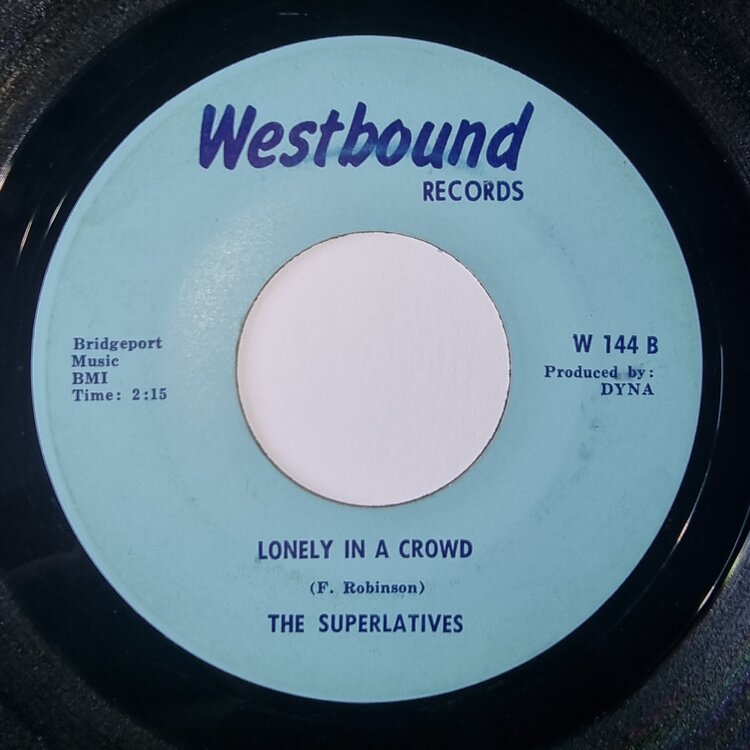 Westbound
RECORDS
Bridgeport
Music
BMI
Time: 2:15
W 144 B
Produced by:
DYNA
LONELY IN A CROWD
(F. Robinson)
THE SUPERLATIVES